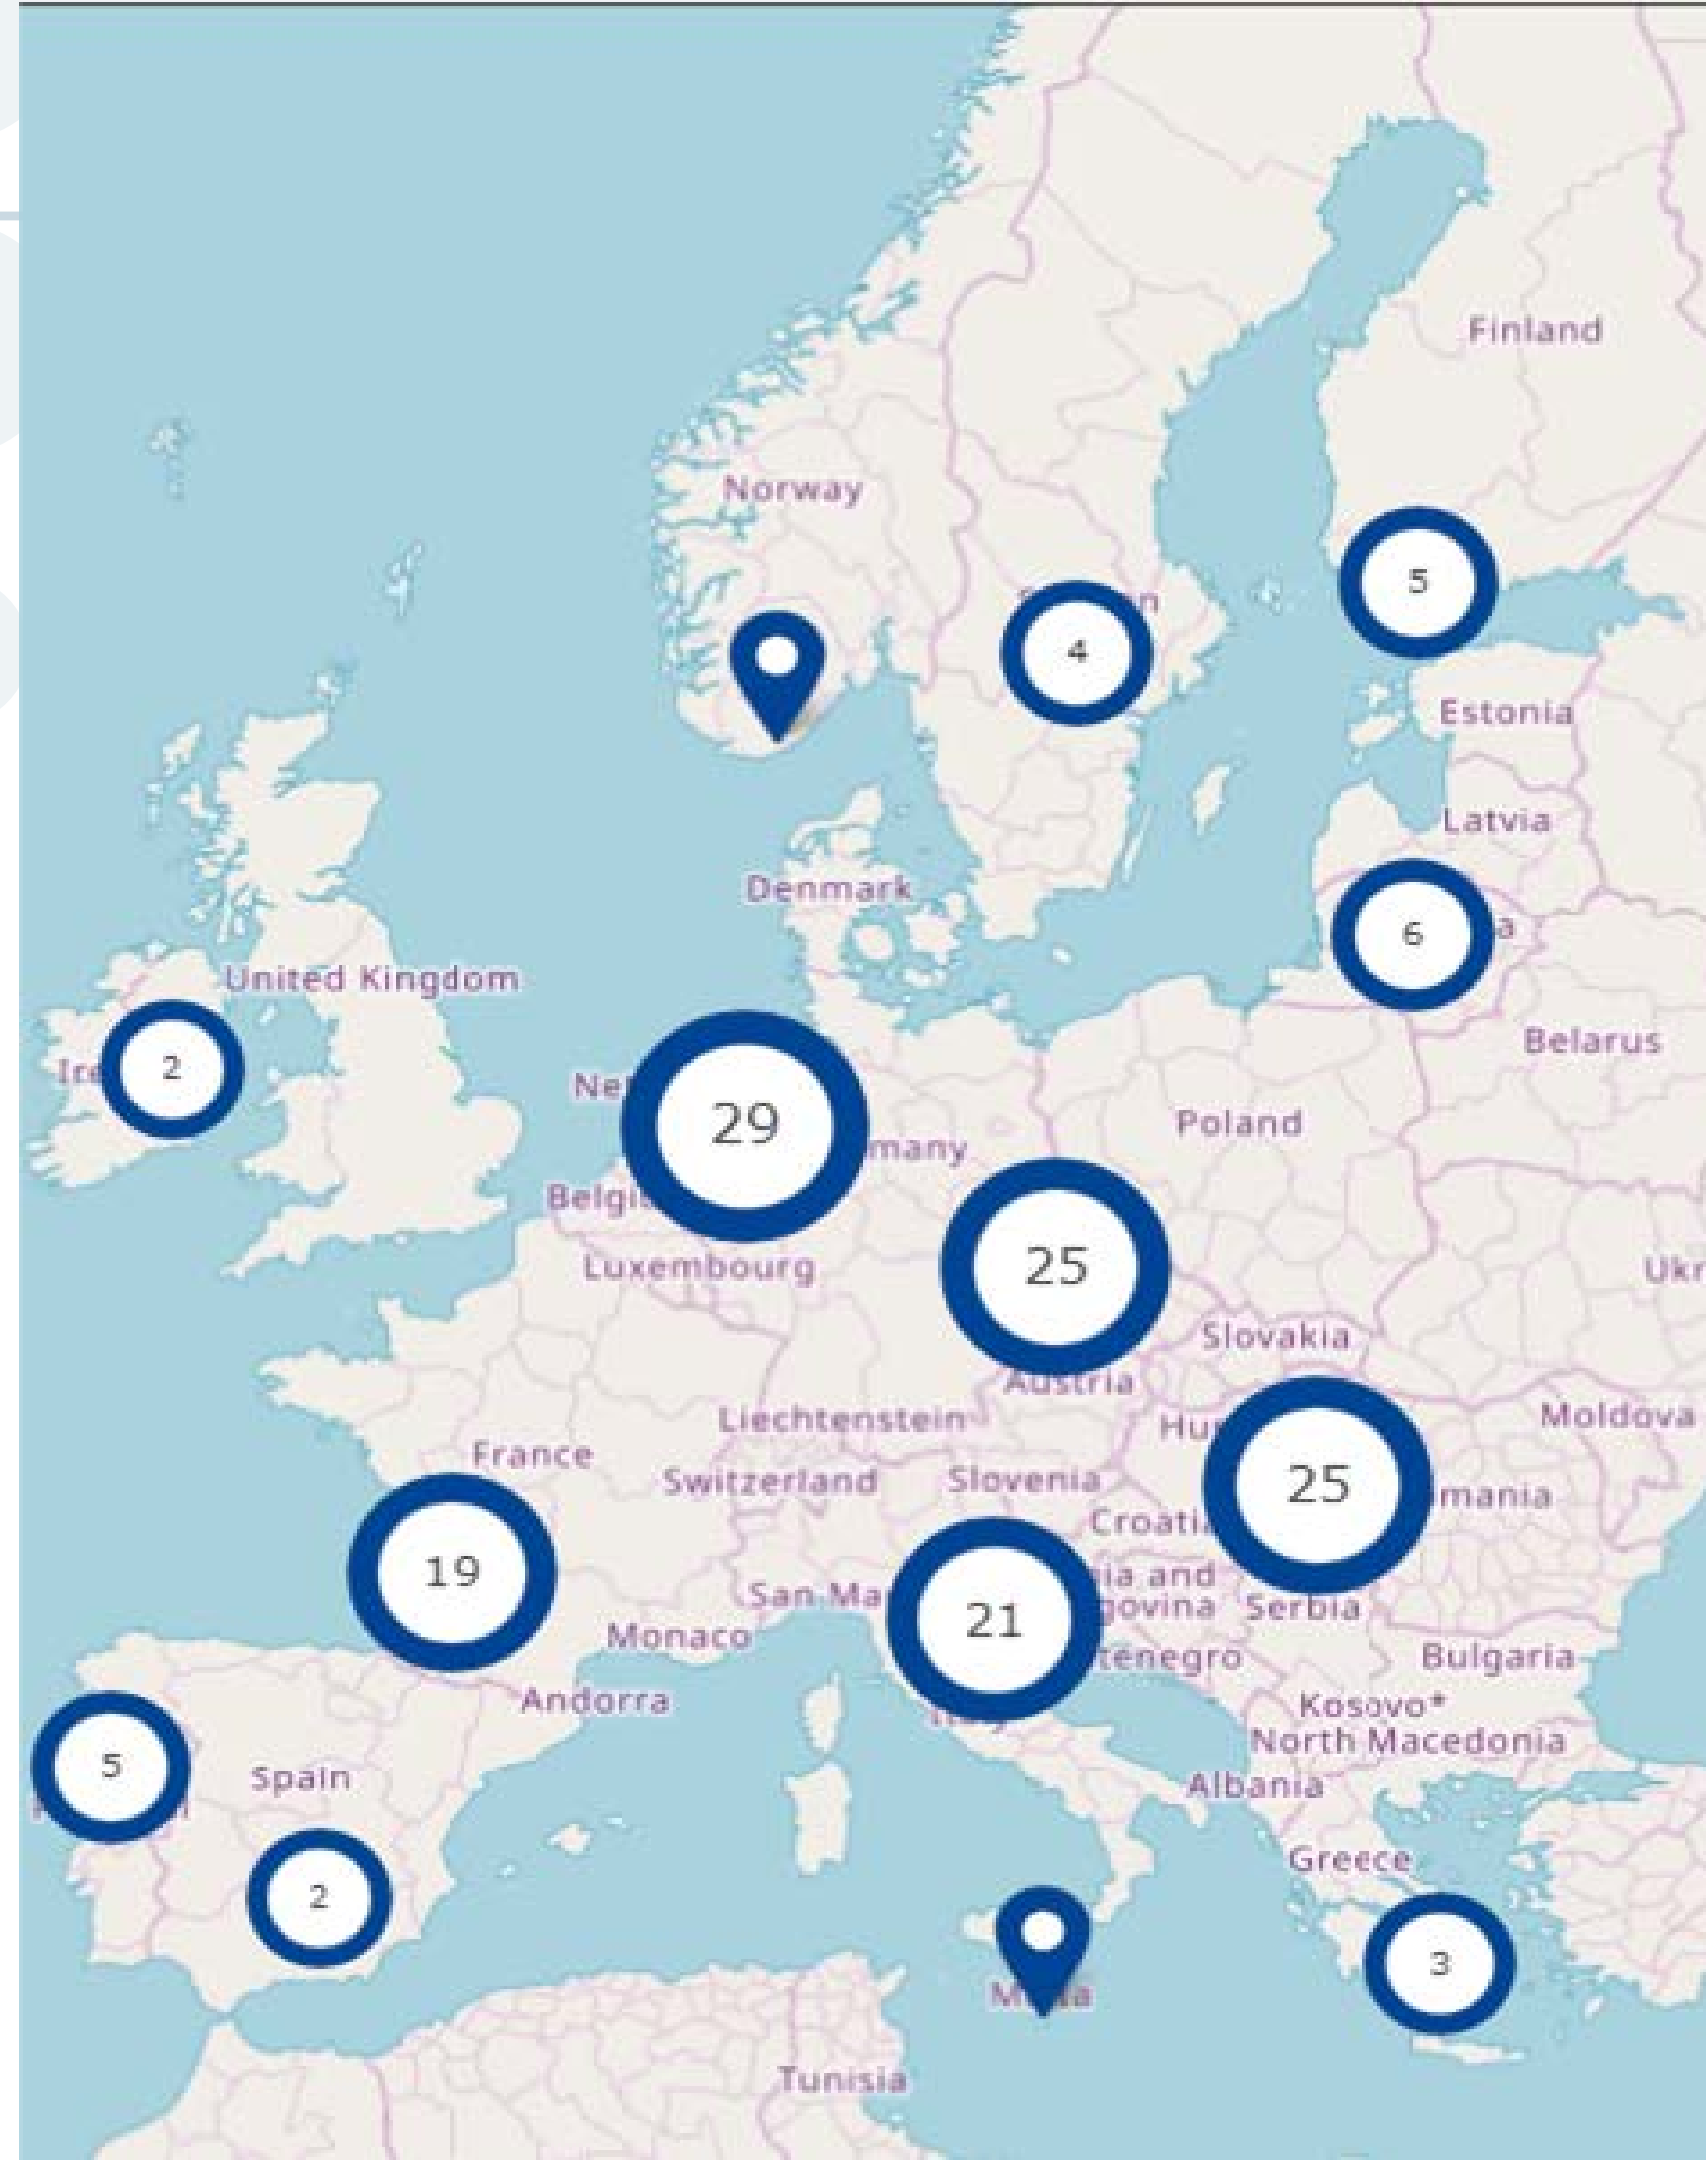 Finland
Norway
5
4
Estonia
Latvia
Denmark
6
United Kingdom
Belarus
2
29
Poland
Luxembourg
25
Slovakia
Austria
Liechtenstein
Moldova
France
Switzerland
Slovenia
25
19
21
Serbia
Monaco
Bulgaria
Andorra
Kosovo*
North Macedonia
5
Spain
Albania
Greece
2
3
Tunisia